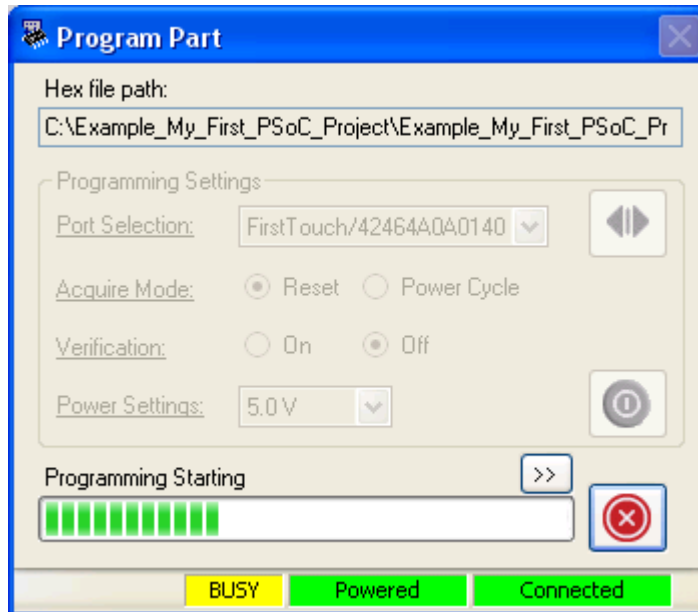 Program Part
Hex file path:
C:\Example_My_First_PSoC_Project\Example_My_First_PSoC_Pr
Programming Settings
Port Selection: FirstTouch/42464A0A0140
Acquire Mode: Reset Power Cycle
Verification: On Off
Power Settings: 5.0 V
Programming Starting >>
BUSY Powered Connected